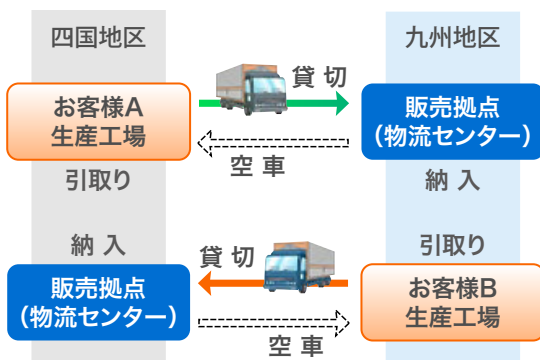 四国地区
九州地区
お客様A
生産工場
貸 切
販売拠点
（物流センター）
空 車
引取り
納 入
納 入
引取り
貸 切
販売拠点
（物流センター）
お客様B
生産工場
空 車